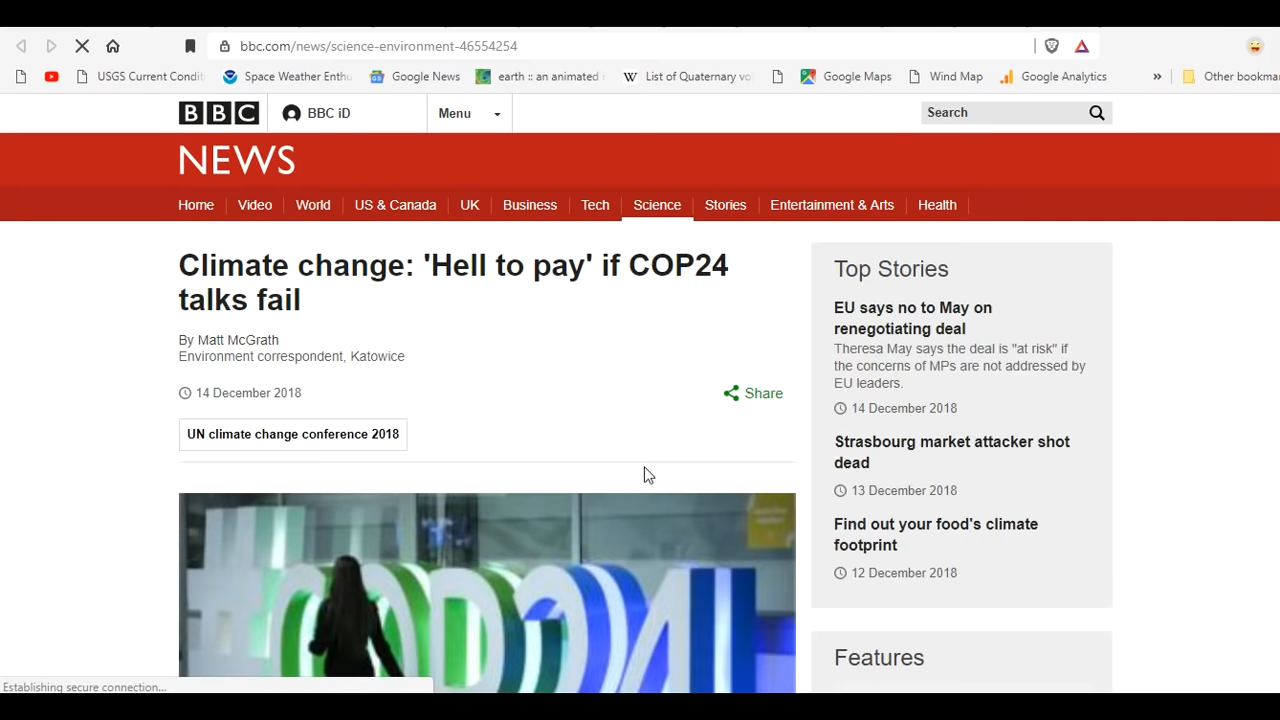 bbc.com/news/science-environment-46554254
USGS Current Condit
Space Weather Enthu
Google News
earth :: an animated
List of Quaternary vo
Google Maps
Wind Map
Google Analytics
»
Other bookma
BBC
BBC iD
Menu
Search
NEWS
Home
Video
World
US & Canada
UK
Business
Tech
Science
Stories
Entertainment & Arts
Health
Climate change: 'Hell to pay' if COP24
talks fail
By Matt McGrath
Environment correspondent, Katowice
14 December 2018
Share
UN climate change conference 2018
COP24
Top Stories
EU says no to May on
renegotiating deal
Theresa May says the deal is "at risk" if
the concerns of MPs are not addressed by
EU leaders.
14 December 2018
Strasbourg market attacker shot
dead
13 December 2018
Find out your food's climate
footprint
12 December 2018
Features
Establishing secure connection...